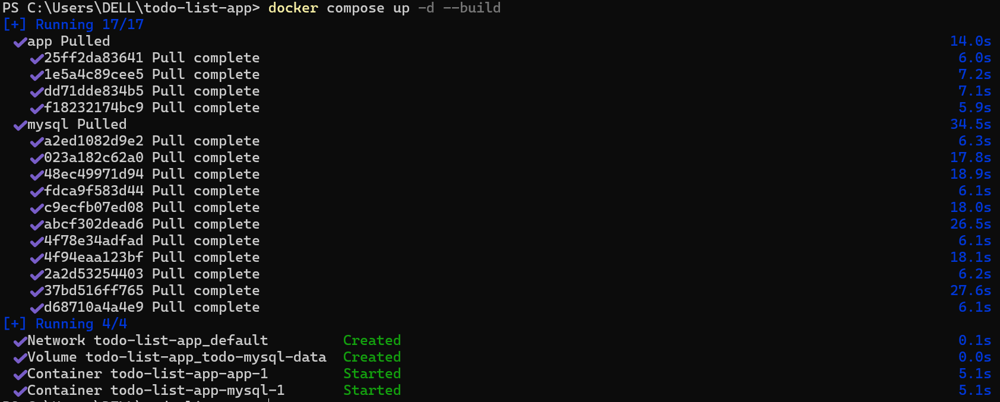 PS C:\Users\DELL\todo-list-app> docker compose up -d --build
[+] Running 17/17
✔app Pulled 14.0s
✔25ff2da83641 Pull complete 6.0s
✔1e5a4c89cee5 Pull complete 7.2s
✔dd71dde834b5 Pull complete 7.1s
✔f18232174bc9 Pull complete 5.9s
✔mysql Pulled 34.5s
✔a2ed1082d9e2 Pull complete 6.3s
✔023a182c62a0 Pull complete 17.8s
✔48ec49971d94 Pull complete 18.9s
✔fdca9f583d44 Pull complete 6.1s
✔c9ecfb07ed08 Pull complete 18.0s
✔abcf302dead6 Pull complete 26.5s
✔4f78e34adfad Pull complete 6.1s
✔4f94eaa123bf Pull complete 18.1s
✔2a2d53254403 Pull complete 6.2s
✔37bd516ff765 Pull complete 27.6s
✔d68710a4a4e9 Pull complete 6.1s
[+] Running 4/4
✔Network todo-list-app_default Created 0.1s
✔Volume todo-list-app_todo-mysql-data Created 0.0s
✔Container todo-list-app-app-1 Started 5.1s
✔Container todo-list-app-mysql-1 Started 5.1s